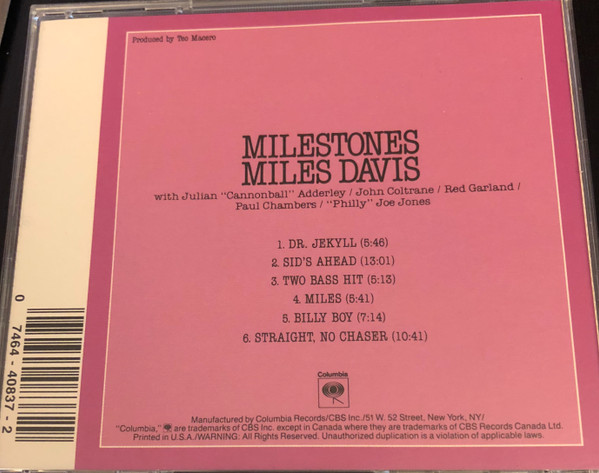 Produced by Teo Macero
MILESTONES
MILES DAVIS
with Julian "Cannonball" Adderley / John Coltrane / Red Garland /
Paul Chambers / "Philly" Joe Jones
1. DR. JEKYLL (5:46)
2. SID'S AHEAD (13:01)
3. TWO BASS HIT (5:13)
4. MILES (5:41)
5. BILLY BOY (7:14)
6. STRAIGHT, NO CHASER (10:41)
Columbia
Manufactured by Columbia Records/CBS Inc./51 W. 52 Street, New York, NY/
"Columbia," are trademarks of CBS Inc. except in Canada where they are trademarks of CBS Records Canada Ltd.
Printed in U.S.A./WARNING: All Rights Reserved. Unauthorized duplication is a violation of applicable laws.
0 7464-40837-2